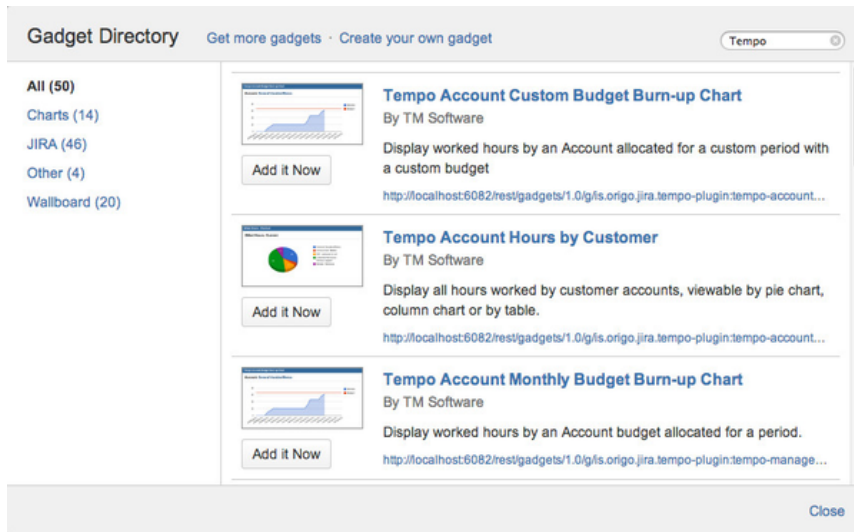 Gadget Directory
Get more gadgets · Create your own gadget
Tempo
All (50)
Charts (14)
JIRA (46)
Other (4)
Wallboard (20)
Tempo Account Custom Budget Burn-up Chart
By TM Software
Display worked hours by an Account allocated for a custom period with
a custom budget
http://localhost:6082/rest/gadgets/1.0/g/is.origo.jira.tempo-plugin:tempo-account...
Add it Now
Tempo Account Hours by Customer
By TM Software
Display all hours worked by customer accounts, viewable by pie chart,
column chart or by table.
http://localhost:6082/rest/gadgets/1.0/g/is.origo.jira.tempo-plugin:tempo-account...
Add it Now
Tempo Account Monthly Budget Burn-up Chart
By TM Software
Display worked hours by an Account budget allocated for a period.
http://localhost:6082/rest/gadgets/1.0/g/is.origo.jira.tempo-plugin:tempo-manage...
Add it Now
Close